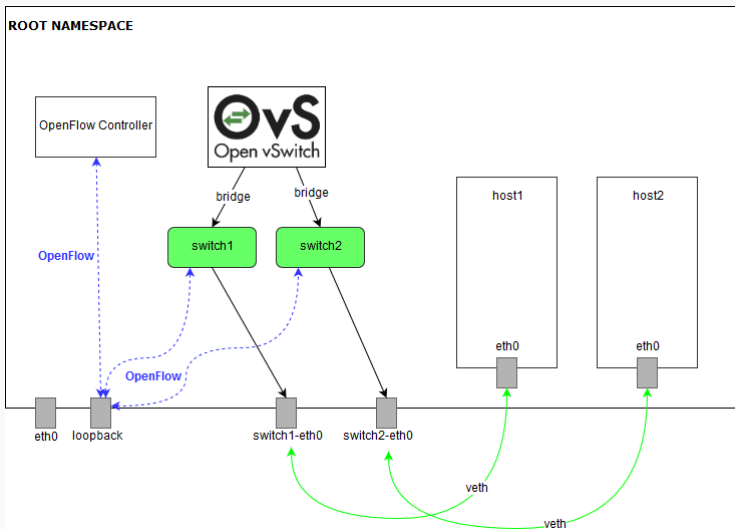 ROOT NAMESPACE
OpenFlow Controller
OvS
Open vSwitch
bridge
bridge
host1
host2
switch1
switch2
OpenFlow
eth0
eth0
OpenFlow
eth0
loopback
switch1-eth0
switch2-eth0
veth
veth